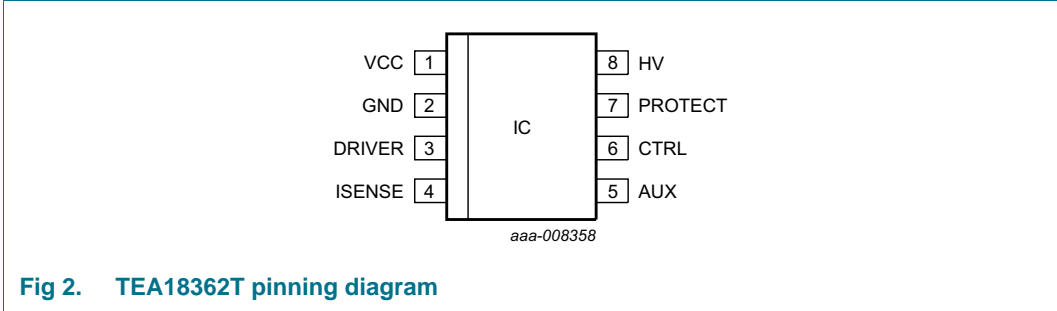 VCC 1 8 HV
GND 2 7 PROTECT
IC
DRIVER 3 6 CTRL
ISENSE 4 5 AUX
aaa-008358
Fig 2. TEA18362T pinning diagram